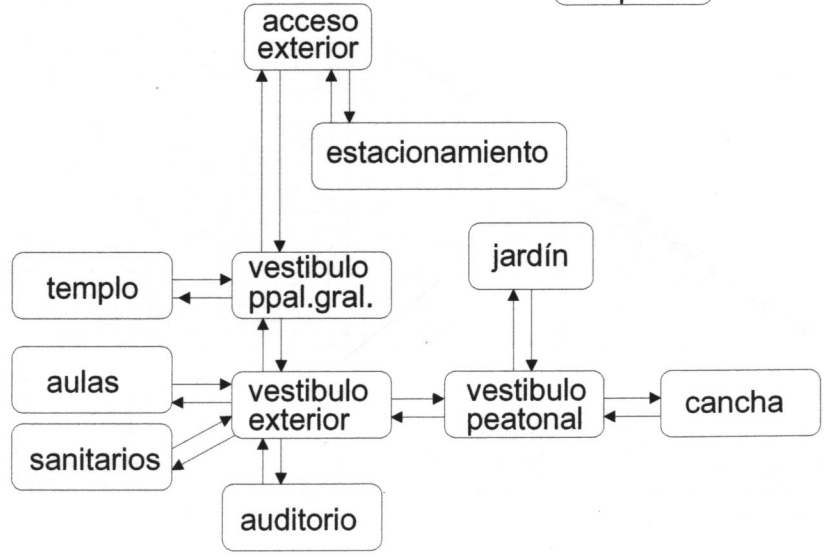 acceso
exterior
estacionamiento
jardín
templo
vestibulo
ppal.gral.
aulas
vestibulo
exterior
vestibulo
peatonal
cancha
sanitarios
auditorio